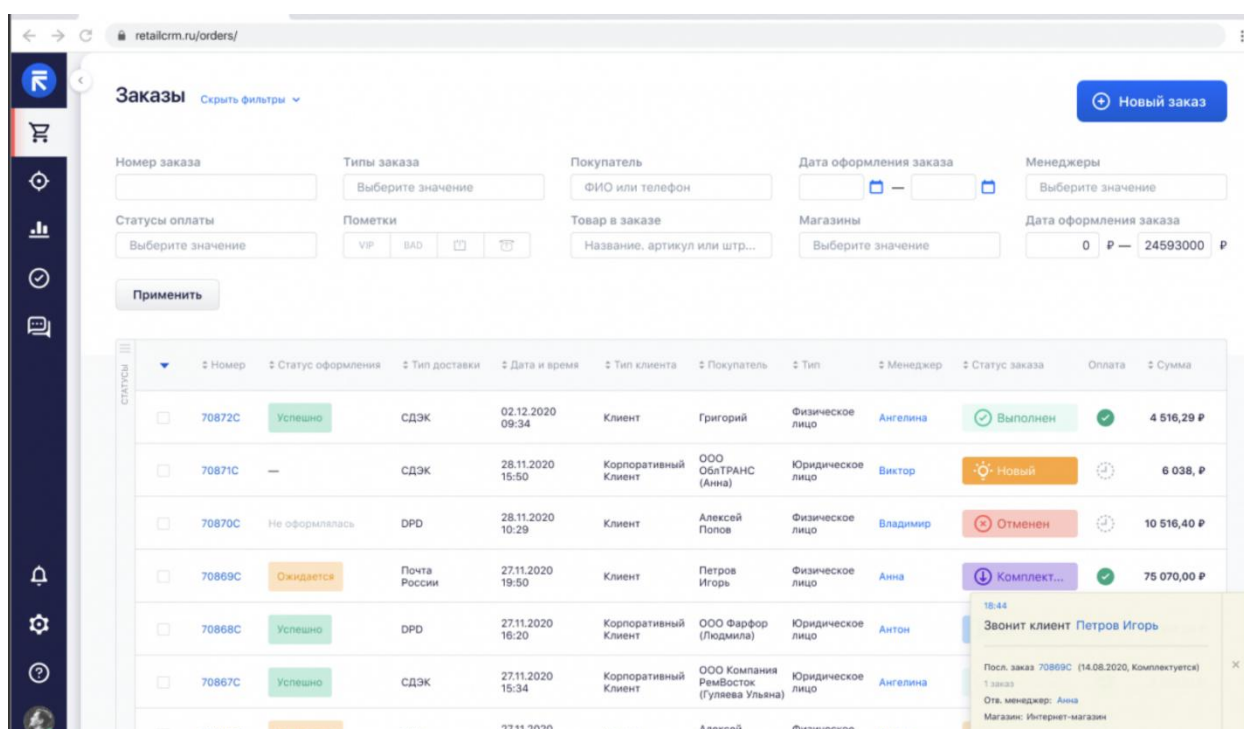 retailcrm.ru/orders/
Заказы Скрыть фильтры
Новый заказ
Номер заказа Типы заказа Покупатель Дата оформления заказа Менеджеры
Выберите значение ФИО или телефон — Выберите значение
Статусы оплаты Пометки Товар в заказе Магазины Дата оформления заказа
Выберите значение VIP BAD Название. артикул или штр... Выберите значение 0 ₽ — 24593000 ₽
Применить
СТАТУСЫ
Номер Статус оформления Тип доставки Дата и время Тип клиента Покупатель Тип Менеджер Статус заказа Оплата Сумма
70872C Успешно СДЭК 02.12.2020 09:34 Клиент Григорий Физическое лицо Ангелина Выполнен 4 516,29 ₽
70871C — СДЭК 28.11.2020 15:50 Корпоративный Клиент ООО ОблТРАНС (Анна) Юридическое лицо Виктор Новый 6 038, ₽
70870C Не оформлялась DPD 28.11.2020 10:29 Клиент Алексей Попов Физическое лицо Владимир Отменен 10 516,40 ₽
70869C Ожидается Почта России 27.11.2020 19:50 Клиент Петров Игорь Физическое лицо Анна Комплект... 75 070,00 ₽
70868C Успешно DPD 27.11.2020 16:20 Корпоративный Клиент ООО Фарфор (Людмила) Юридическое лицо Антон
70867C Успешно СДЭК 27.11.2020 15:34 Корпоративный Клиент ООО Компания РемВосток (Гуляева Ульяна) Юридическое лицо Ангелина
27.11.2020 Алексей Физическое
18:44
Звонит клиент Петров Игорь
Посл. заказ 70869C (14.08.2020, Комплектуется)
1 заказ
Отв. менеджер: Анна
Магазин: Интернет-магазин